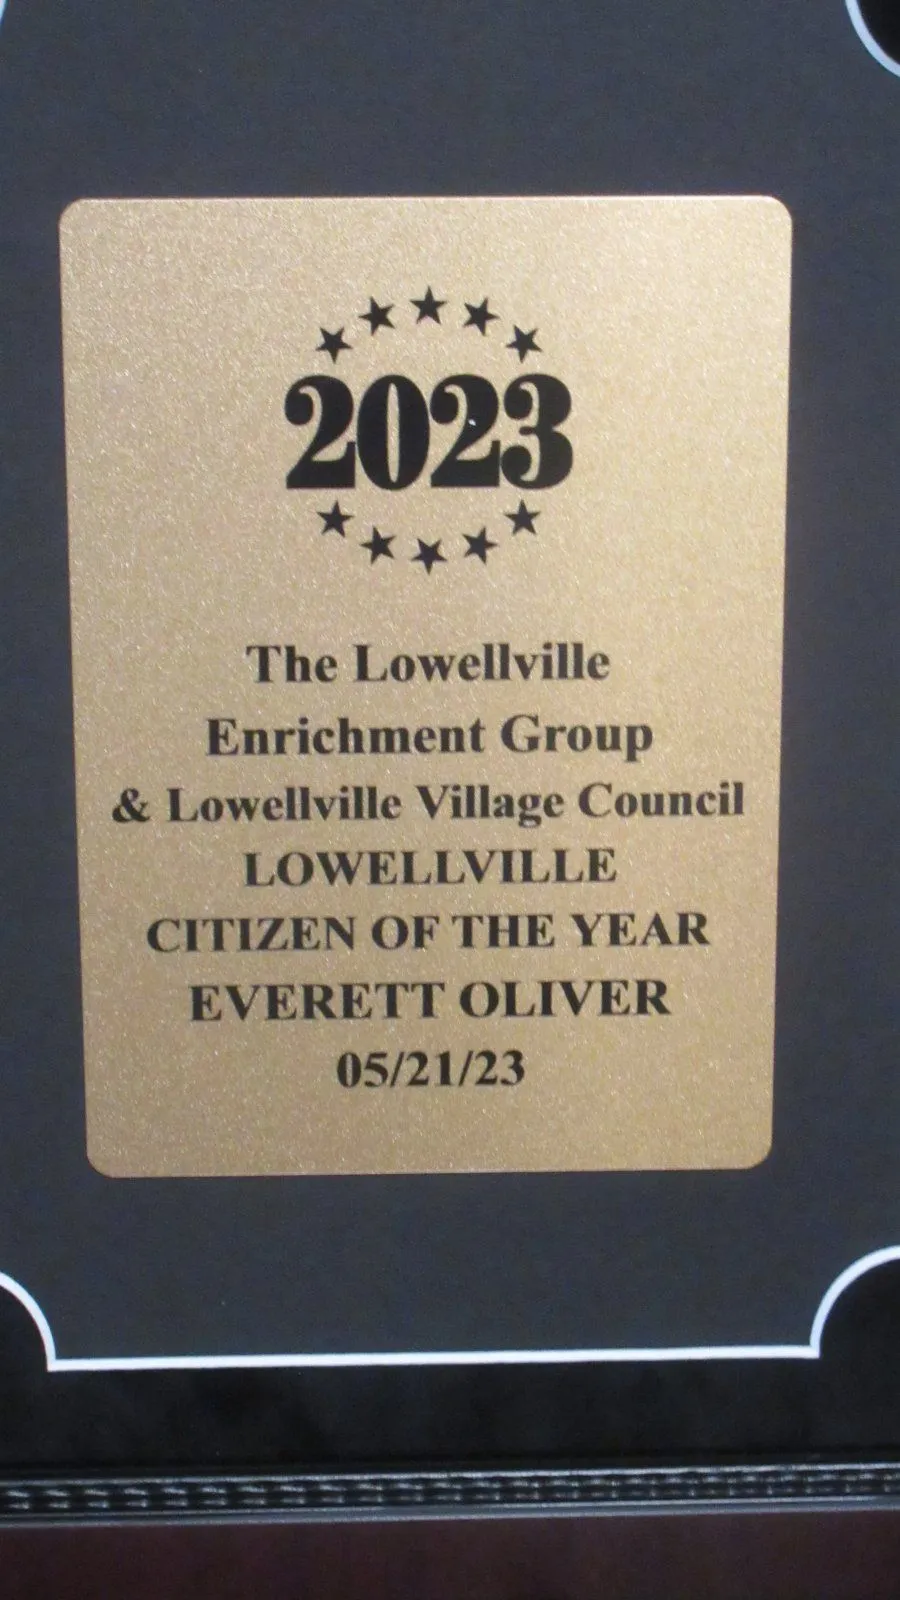 2023
The Lowellville
Enrichment Group
& Lowellville Village Council
LOWELLVILLE
CITIZEN OF THE YEAR
EVERETT OLIVER
05/21/23